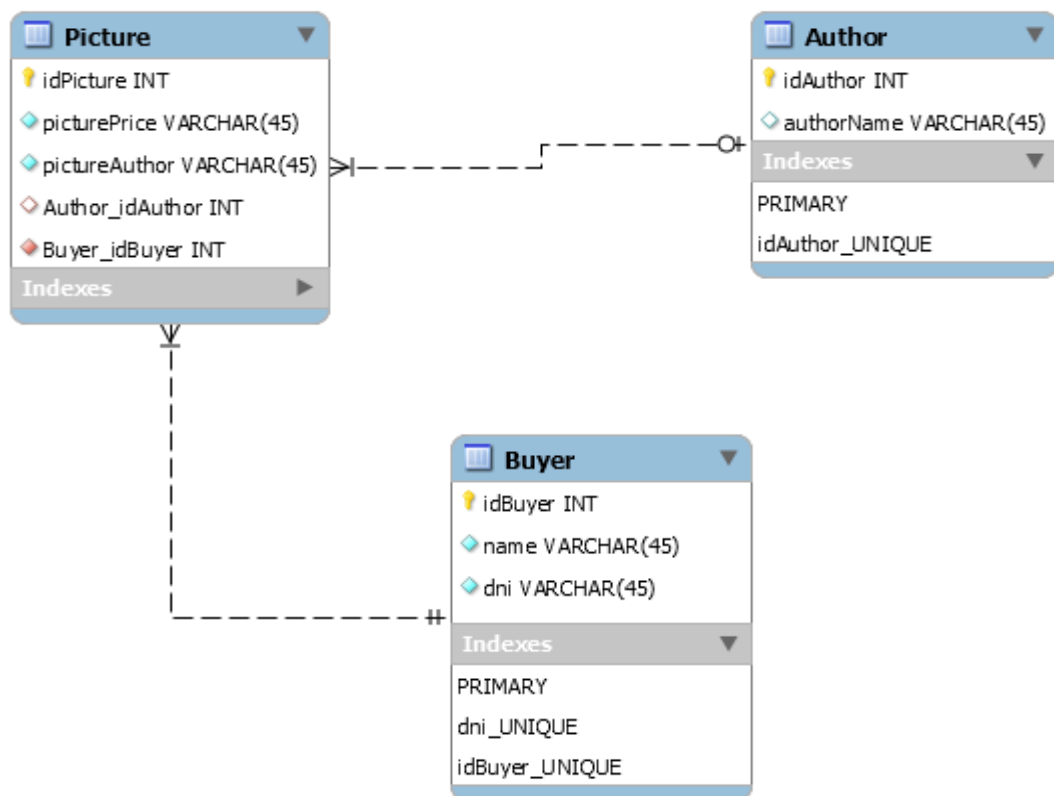 Picture
idPicture INT
picturePrice VARCHAR(45)
pictureAuthor VARCHAR(45)
Author_idAuthor INT
Buyer_idBuyer INT
Indexes
Author
idAuthor INT
authorName VARCHAR(45)
Indexes
PRIMARY
idAuthor_UNIQUE
Buyer
idBuyer INT
name VARCHAR(45)
dni VARCHAR(45)
Indexes
PRIMARY
dni_UNIQUE
idBuyer_UNIQUE